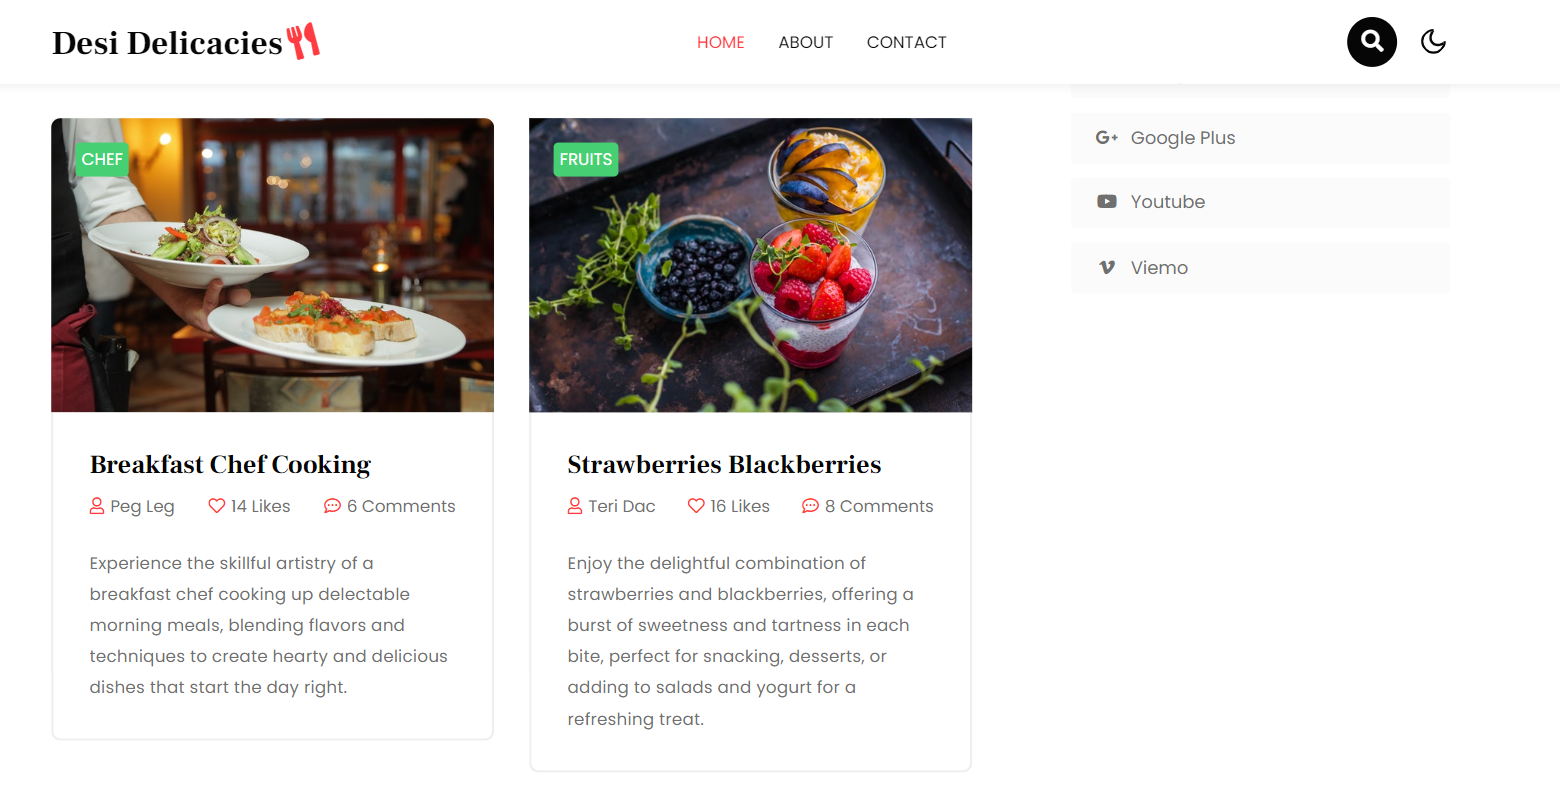 Desi Delicacies
HOME ABOUT CONTACT
CHEF
Breakfast Chef Cooking
Peg Leg 14 Likes 6 Comments
Experience the skillful artistry of a
breakfast chef cooking up delectable
morning meals, blending flavors and
techniques to create hearty and delicious
dishes that start the day right.
FRUITS
Strawberries Blackberries
Teri Dac 16 Likes 8 Comments
Enjoy the delightful combination of
strawberries and blackberries, offering a
burst of sweetness and tartness in each
bite, perfect for snacking, desserts, or
adding to salads and yogurt for a
refreshing treat.
G+ Google Plus
Youtube
Viemo